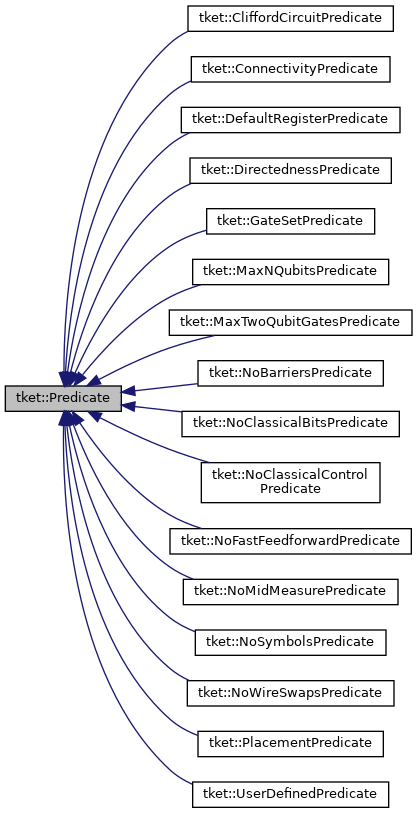 tket::CliffordCircuitPredicate
tket::ConnectivityPredicate
tket::DefaultRegisterPredicate
tket::DirectednessPredicate
tket::GateSetPredicate
tket::MaxNQubitsPredicate
tket::MaxTwoQubitGatesPredicate
tket::NoBarriersPredicate
tket::Predicate
tket::NoClassicalBitsPredicate
tket::NoClassicalControl
Predicate
tket::NoFastFeedforwardPredicate
tket::NoMidMeasurePredicate
tket::NoSymbolsPredicate
tket::NoWireSwapsPredicate
tket::PlacementPredicate
tket::UserDefinedPredicate